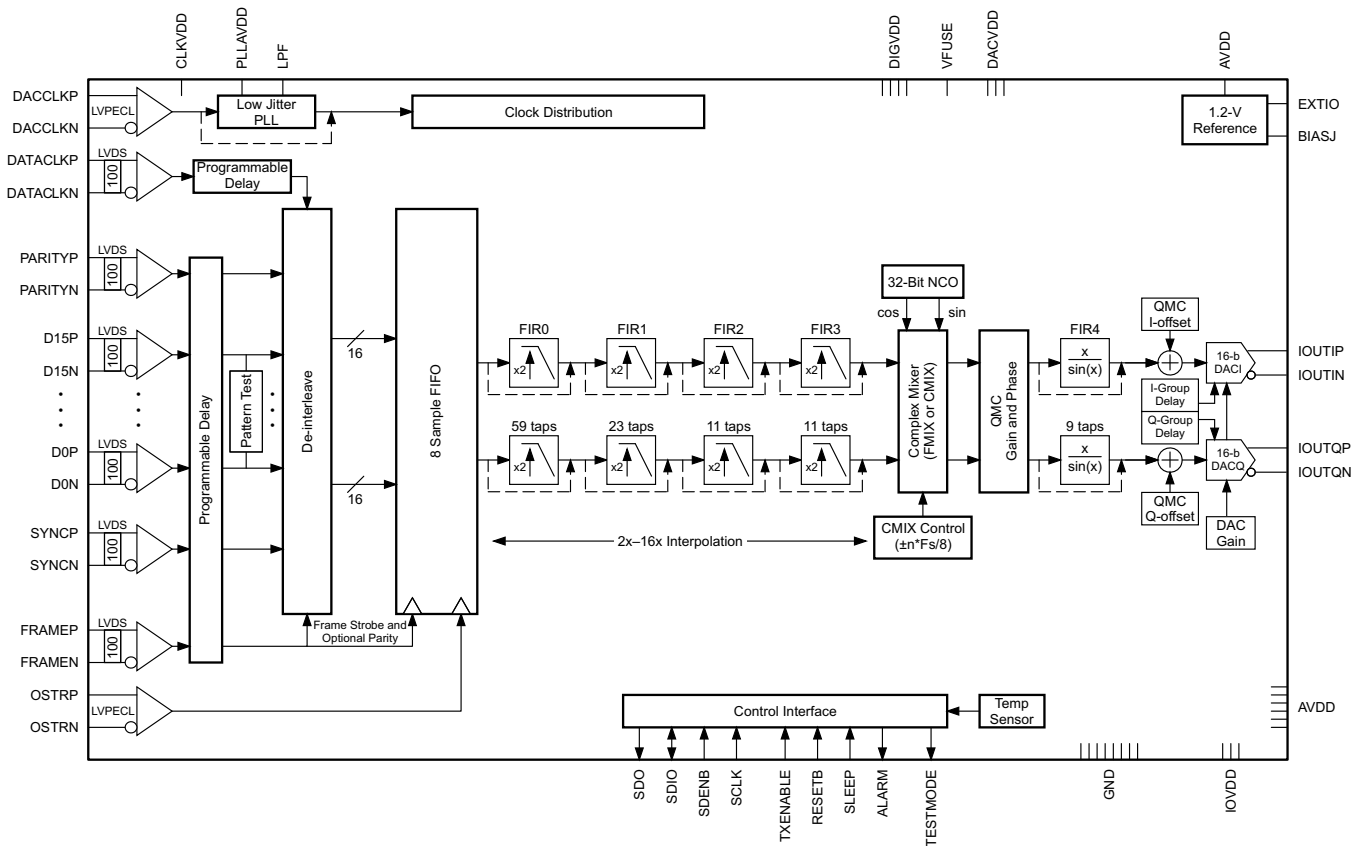 CLKVDD
PLLAVDD
LPF
DIGVDD
VFUSE
DACVDD
AVDD
DACCLKP
DACCLKN
LVPECL
Low Jitter
PLL
Clock Distribution
1.2-V
Reference
EXTIO
BIASJ
DATACLKP
DATACLKN
LVDS
100
Programmable
Delay
PARITYP
PARITYN
LVDS
100
D15P
D15N
LVDS
100
D0P
D0N
LVDS
100
SYNCP
SYNCN
LVDS
100
FRAMEP
FRAMEN
LVDS
100
OSTRP
OSTRN
LVPECL
Programmable Delay
Pattern Test
De-interleave
16
16
8 Sample FIFO
Frame Strobe and
Optional Parity
FIR0
FIR1
FIR2
FIR3
x2
x2
x2
x2
59 taps
23 taps
11 taps
11 taps
x2
x2
x2
x2
2x–16x Interpolation
32-Bit NCO
cos
sin
Complex Mixer
(FMIX or CMIX)
CMIX Control
(±n*Fs/8)
QMC
Gain and Phase
FIR4
x
sin(x)
9 taps
x
sin(x)
QMC
I-offset
QMC
Q-offset
16-b
DACI
I-Group
Delay
Q-Group
Delay
16-b
DACQ
DAC
Gain
IOUTIP
IOUTIN
IOUTQP
IOUTQN
Control Interface
Temp
Sensor
AVDD
SDO
SDIO
SDENB
SCLK
TXENABLE
RESETB
SLEEP
ALARM
TESTMODE
GND
IOVDD